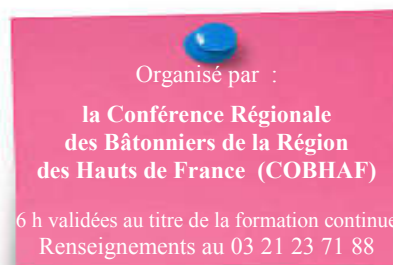 Organisé par :
la Conférence Régionale
des Bâtonniers de la Région
des Hauts de France (COBHAF)
6 h validées au titre de la formation continue
Renseignements au 03 21 23 71 88